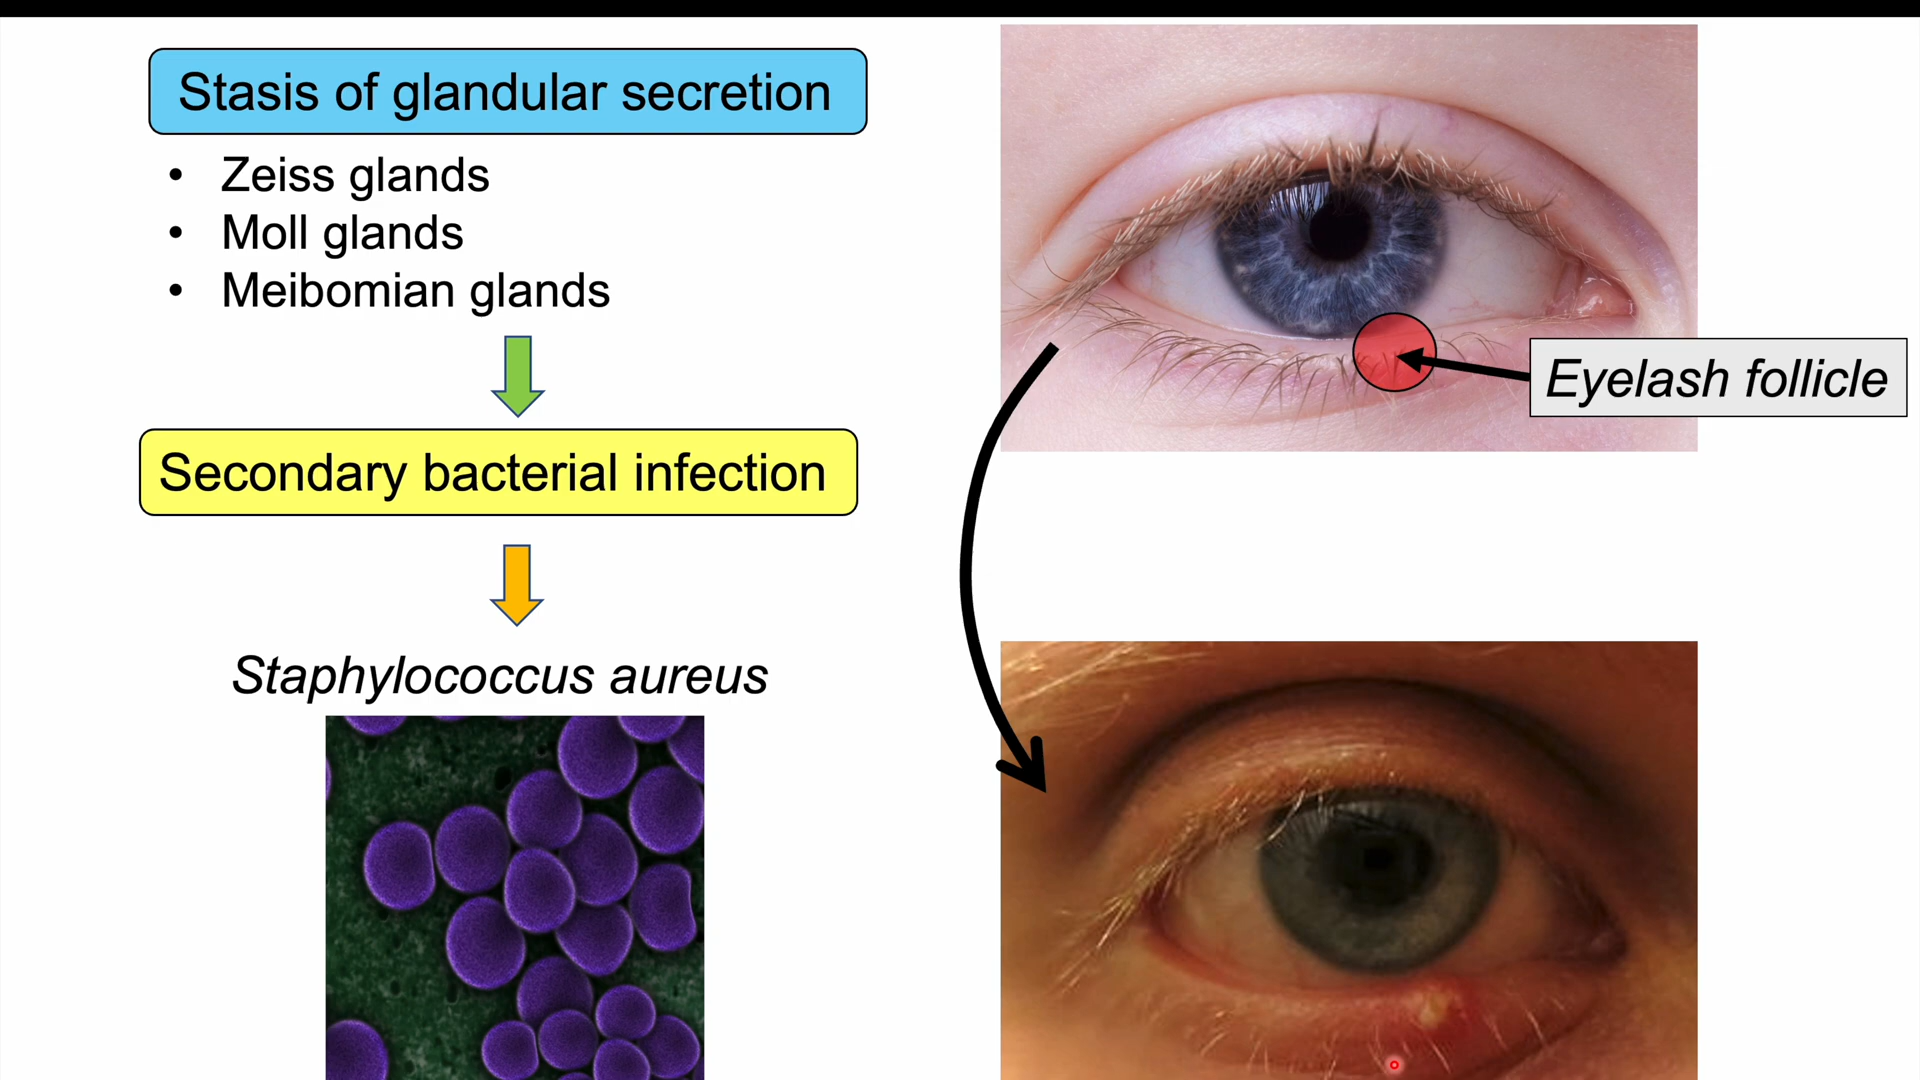 Stasis of glandular secretion
• Zeiss glands
• Moll glands
• Meibomian glands
Secondary bacterial infection
Staphylococcus aureus
Eyelash follicle